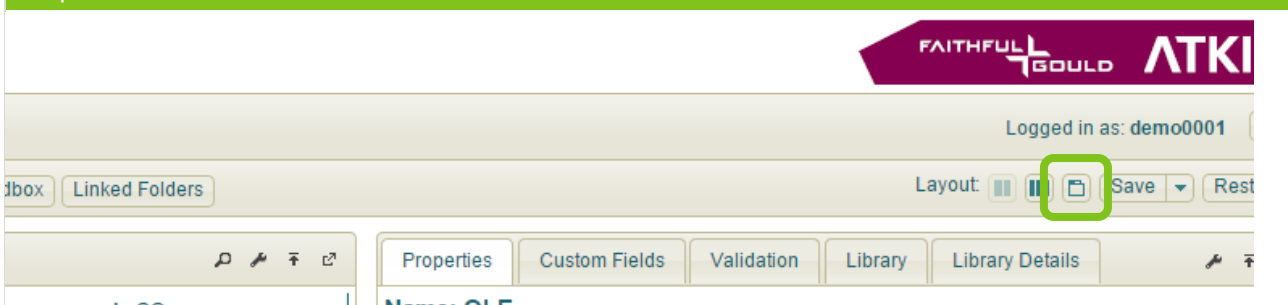 FAITHFUL
GOULD
ATKI
Logged in as: demo0001
dbox Linked Folders Layout: Save Rest
Properties Custom Fields Validation Library Library Details